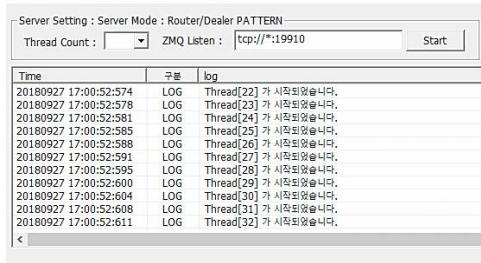 Server Setting : Server Mode : Router/Dealer PATTERN
Thread Count : ZMQ Listen : tcp://*:19910 Start
Time 구분 log
20180927 17:00:52:574 LOG Thread[22] 가 시작되었습니다.
20180927 17:00:52:578 LOG Thread[23] 가 시작되었습니다.
20180927 17:00:52:581 LOG Thread[24] 가 시작되었습니다.
20180927 17:00:52:585 LOG Thread[25] 가 시작되었습니다.
20180927 17:00:52:588 LOG Thread[26] 가 시작되었습니다.
20180927 17:00:52:591 LOG Thread[27] 가 시작되었습니다.
20180927 17:00:52:595 LOG Thread[28] 가 시작되었습니다.
20180927 17:00:52:600 LOG Thread[29] 가 시작되었습니다.
20180927 17:00:52:604 LOG Thread[30] 가 시작되었습니다.
20180927 17:00:52:608 LOG Thread[31] 가 시작되었습니다.
20180927 17:00:52:611 LOG Thread[32] 가 시작되었습니다.